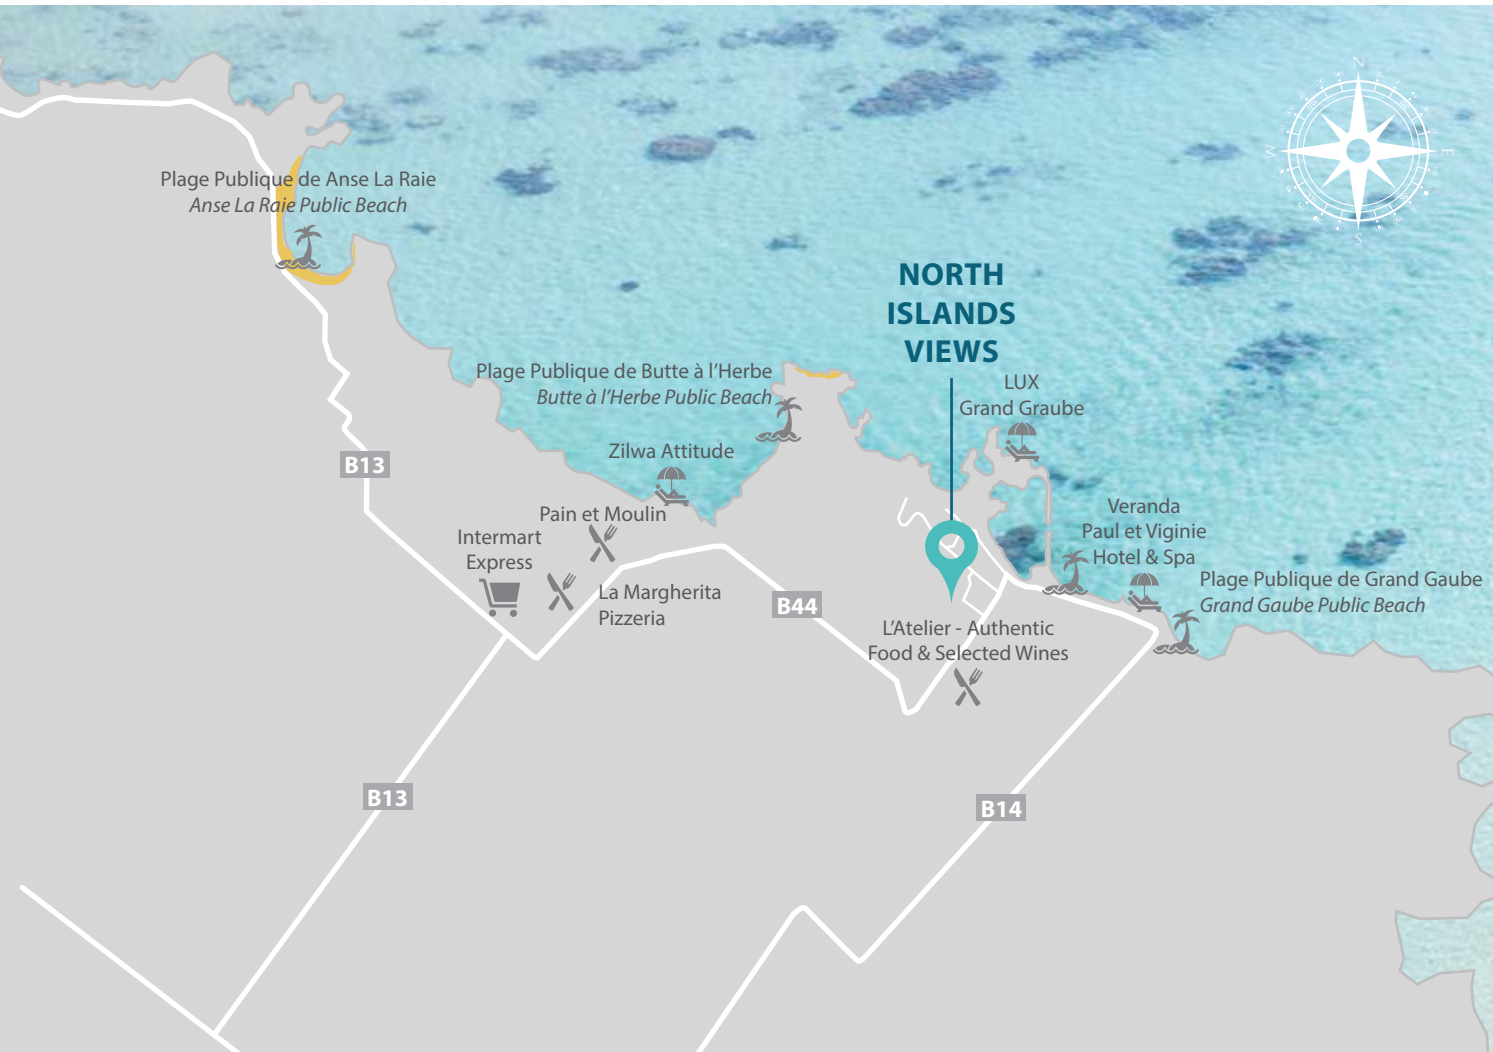 N
W
E
S
Plage Publique de Anse La Raie
Anse La Raie Public Beach
NORTH
ISLANDS
VIEWS
Plage Publique de Butte à l'Herbe
Butte à l'Herbe Public Beach
LUX
Grand Graube
Zilwa Attitude
B13
Pain et Moulin
Intermart
Express
La Margherita
Pizzeria
B44
Veranda
Paul et Viginie
Hotel & Spa
Plage Publique de Grand Gaube
Grand Gaube Public Beach
L'Atelier - Authentic
Food & Selected Wines
B13
B14